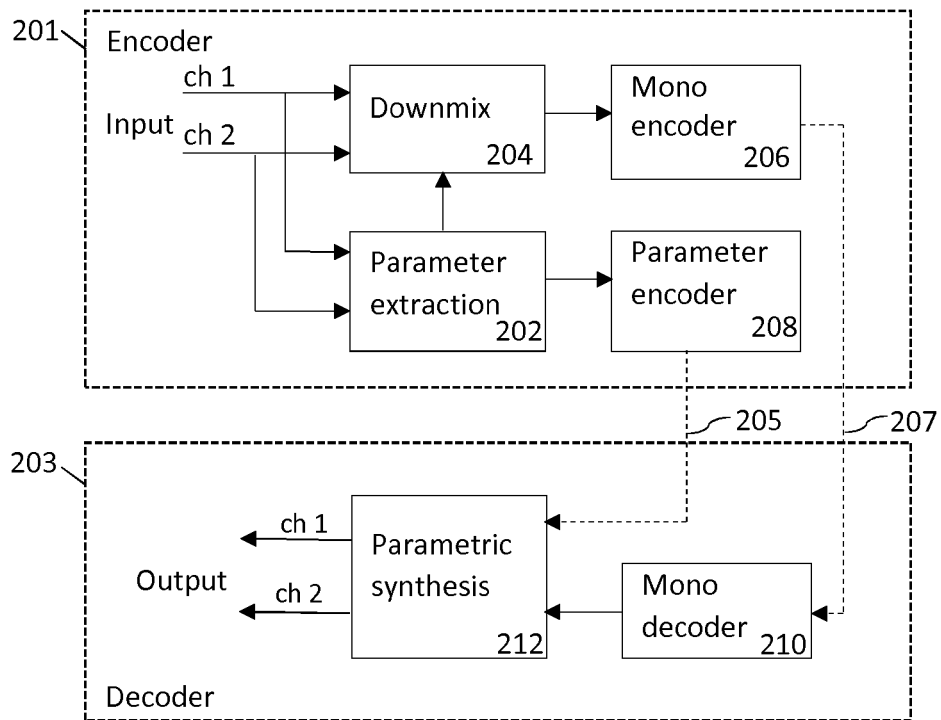 201
Encoder
ch 1
Input
ch 2
Downmix
204
Mono
encoder
206
Parameter
extraction
202
Parameter
encoder
208
205
207
203
ch 1
Output
ch 2
Parametric
synthesis
212
Mono
decoder
210
Decoder